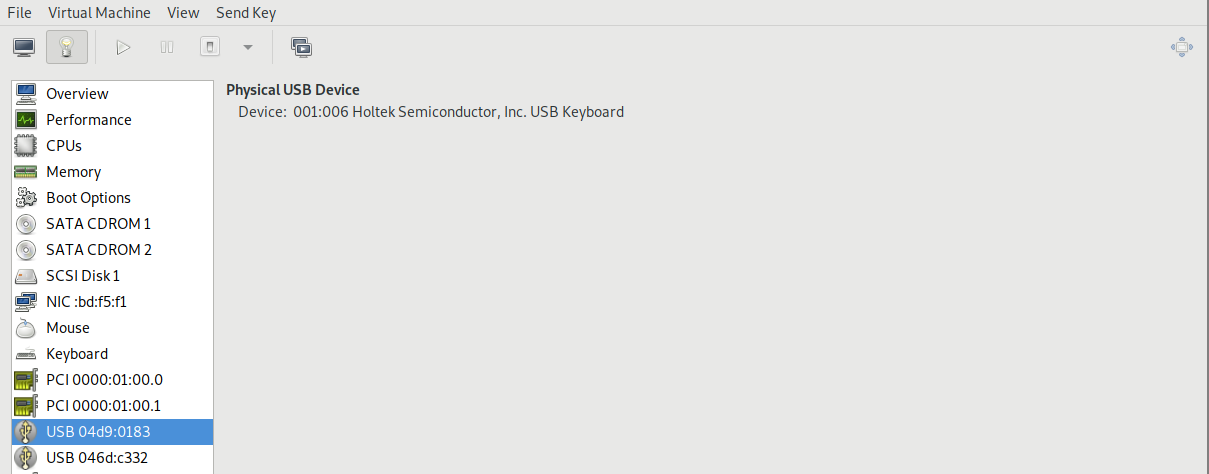 File Virtual Machine View Send Key
Overview
Performance
CPUs
Memory
Boot Options
SATA CDROM 1
SATA CDROM 2
SCSI Disk 1
NIC :bd:f5:f1
Mouse
Keyboard
PCI 0000:01:00.0
PCI 0000:01:00.1
USB 04d9:0183
USB 046d:c332
Physical USB Device
Device: 001:006 Holtek Semiconductor, Inc. USB Keyboard